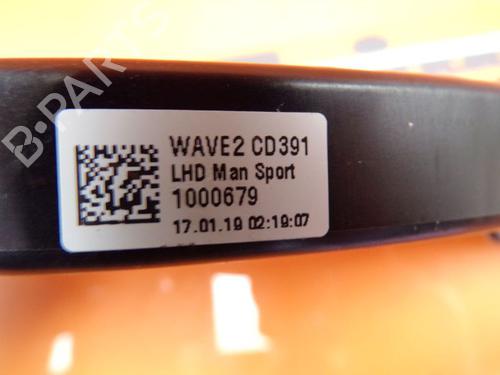 B-PARTS
WAVE2 CD391
LHD Man Sport
1000679
17.01.19 02:19:07